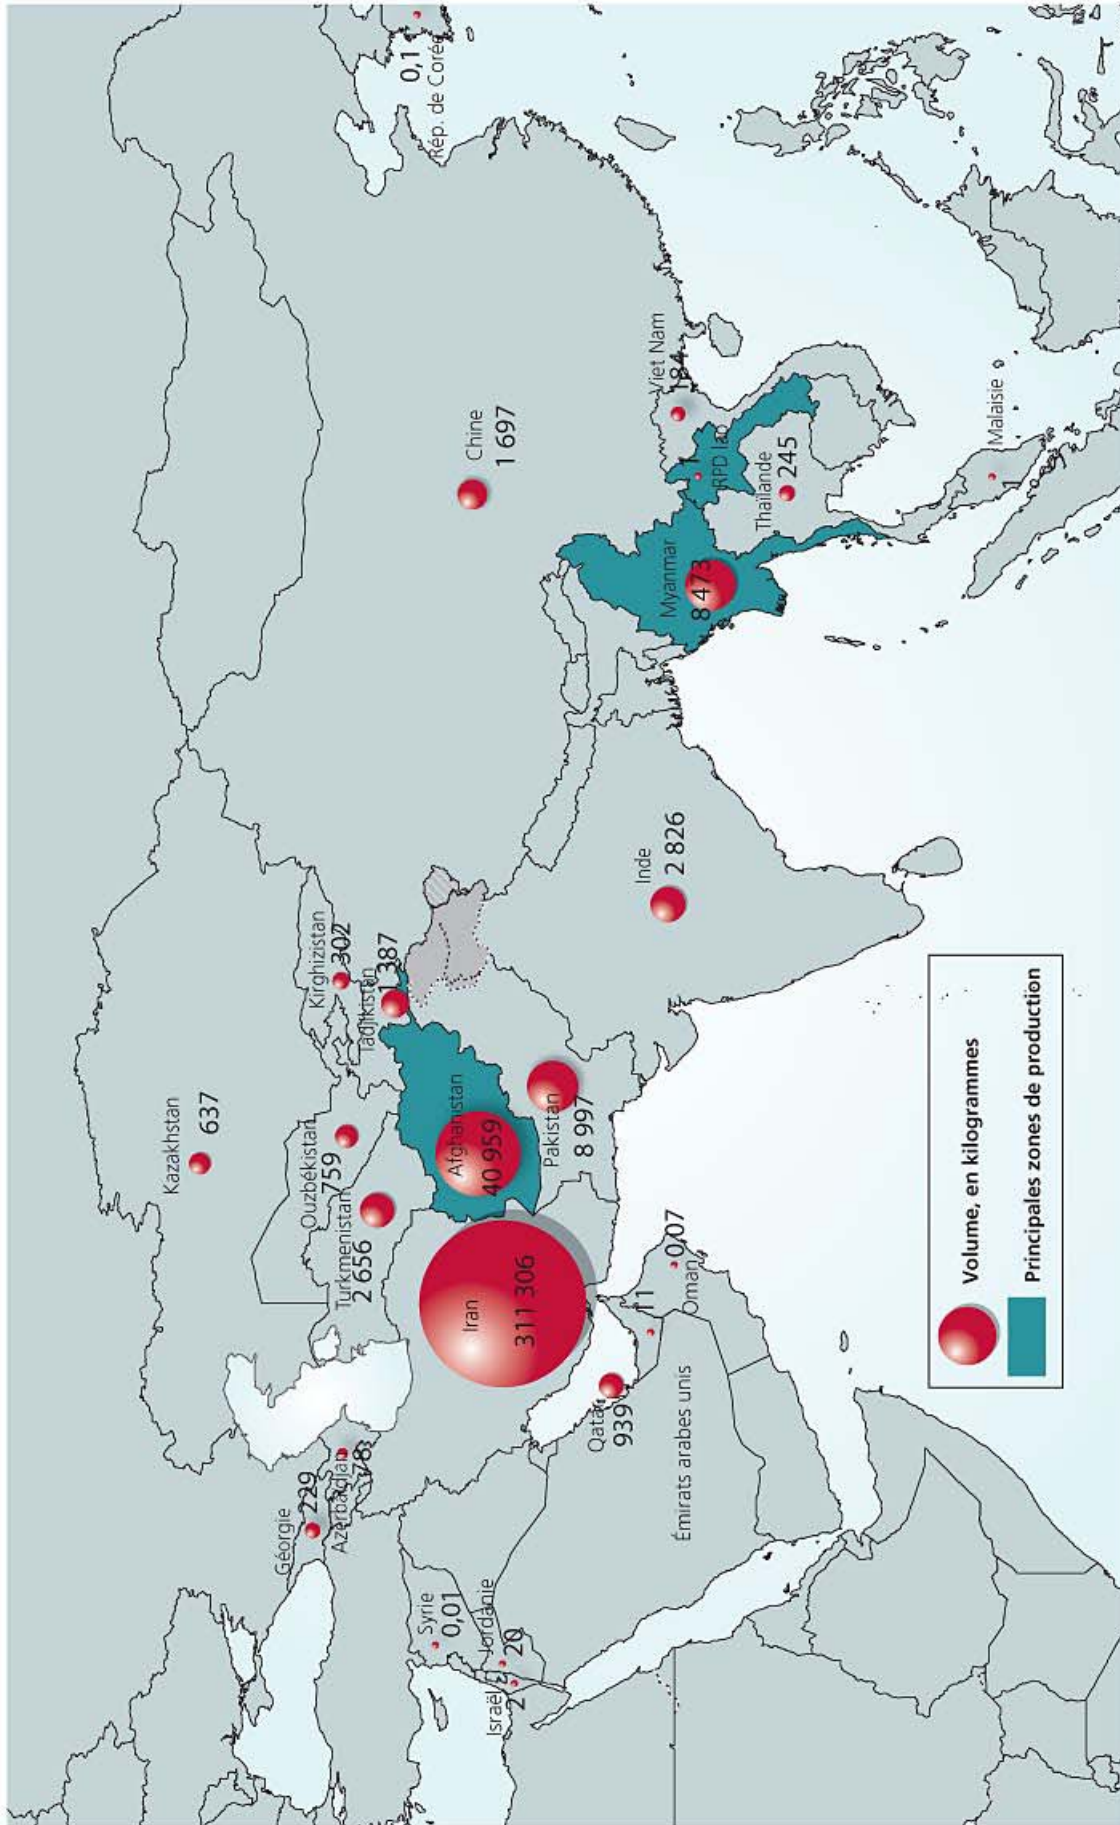 Kazakhstan
637
Géorgie
229
Azerbaïdjan
78
Ouzbékistan
759
Turkmenistan
2 656
Kirghizistan
302
Tadjikistan
1 387
Chine
1 697
0,1
Rép. de Corée
Syrie
0,01
Jordanie
20
Israël
2
Iran
311 306
Afghanistan
40 959
Pakistan
8 997
Qatar
939
11
Émirats arabes unis
Oman
0,07
Inde
2 826
Myanmar
8 473
1
RPD lao
Viet Nam
184
Thaïlande
245
Malaisie
1
Volume, en kilogrammes
Principales zones de production